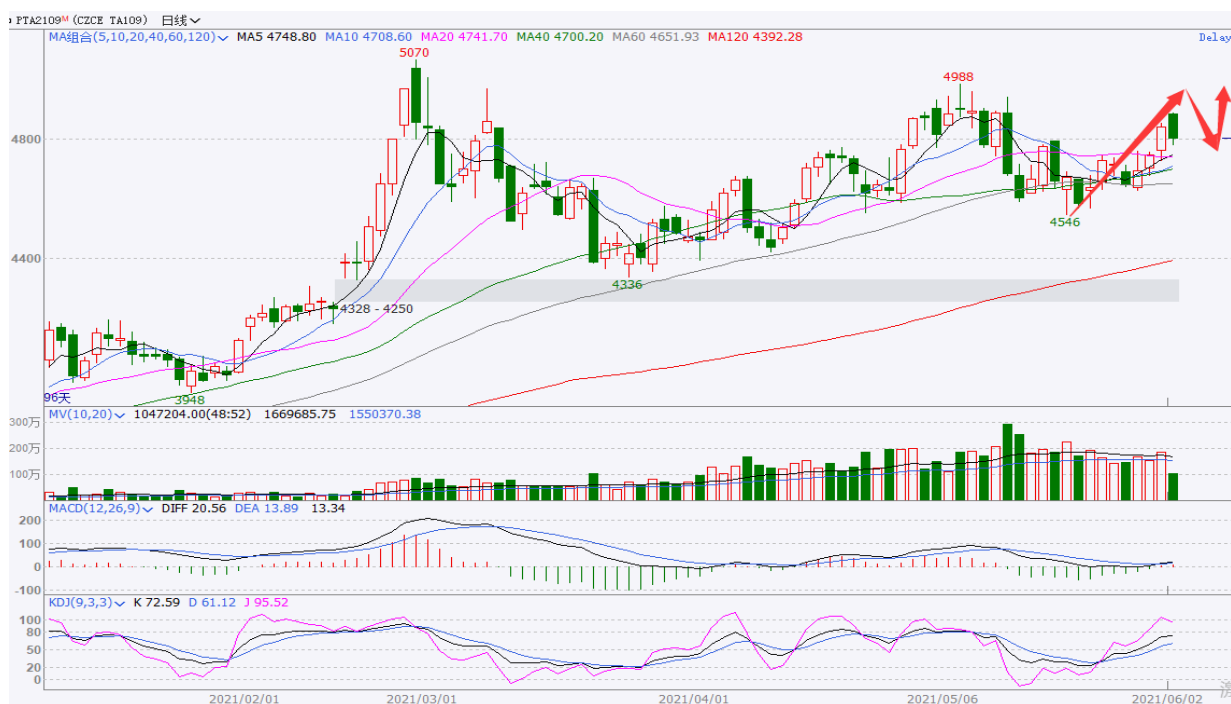 PTA2109M (CZCE TA109) 日线
MA组合(5,10,20,40,60,120) MA5 4748.80 MA10 4708.60 MA20 4741.70 MA40 4700.20 MA60 4651.93 MA120 4392.28
Delay
5070
4988
4800
4546
4400
4336
4328 - 4250
3948
96天
MV(10,20) 1047204.00(48:52) 1669685.75 1550370.38
300万
200万
100万
MACD(12,26,9) DIFF 20.56 DEA 13.89 13.34
200
100
0
-100
KDJ(9,3,3) K 72.59 D 61.12 J 95.52
100
80
50
20
0
2021/02/01 2021/03/01 2021/04/01 2021/05/06 2021/06/02